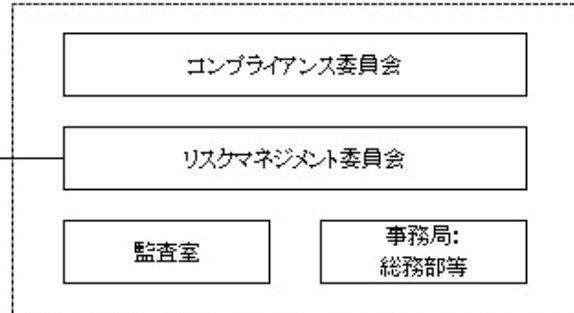 コンプライアンス委員会
リスクマネジメント委員会
監査室
事務局:
総務部等